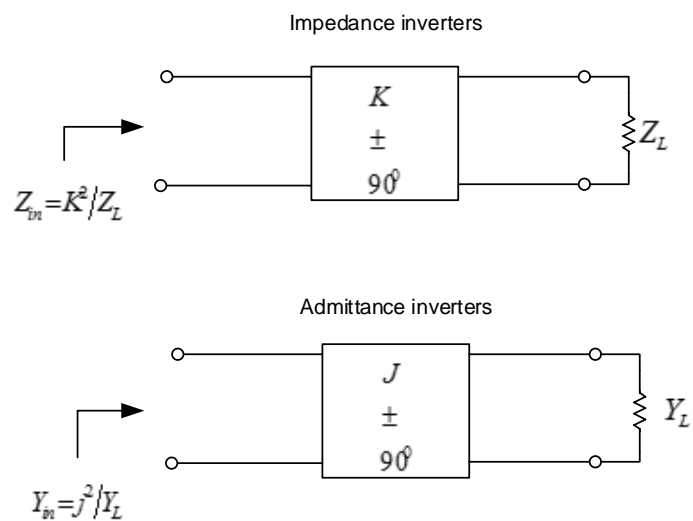 Impedance inverters
K
±
90⁰
Z_L
Z_in=K²/Z_L
Admittance inverters
J
±
90⁰
Y_L
Y_in=j²/Y_L